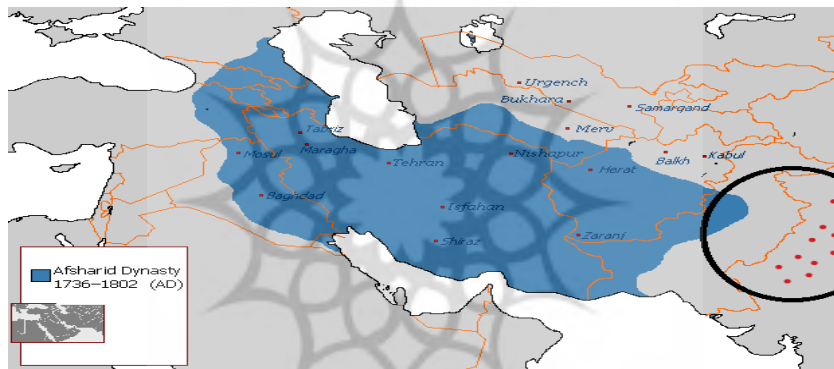 Urgench
Bukhara
Samarqand
Merv
Tabriz
Maragha
Mosul
Tehran
Nishapur
Balkh
Kabul
Herat
Baghdad
Isfahan
Shiraz
Zaranj
Afsharid Dynasty
1736–1802 (AD)